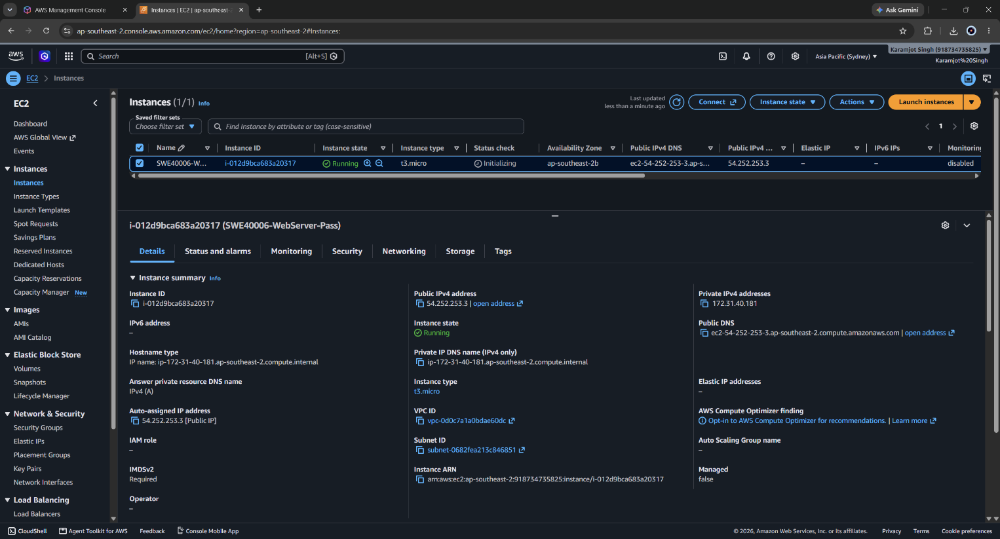 AWS Management Console
Instances | EC2 | ap-southeast-2
Ask Gemini
ap-southeast-2.console.aws.amazon.com/ec2/home?region=ap-southeast-2#Instances:
aws
Search
[Alt+S]
Asia Pacific (Sydney)
Karamjot Singh (918734735825)
Karamjot%20Singh
EC2
Instances
EC2
Dashboard
AWS Global View
Events
Instances
Instances
Instance Types
Launch Templates
Spot Requests
Savings Plans
Reserved Instances
Dedicated Hosts
Capacity Reservations
Capacity Manager New
Images
AMIs
AMI Catalog
Elastic Block Store
Volumes
Snapshots
Lifecycle Manager
Network & Security
Security Groups
Elastic IPs
Placement Groups
Key Pairs
Network Interfaces
Load Balancing
Load Balancers
Instances (1/1) Info
Last updated
less than a minute ago
Connect
Instance state
Actions
Launch instances
Saved filter sets
Choose filter set
Find Instance by attribute or tag (case-sensitive)
1
Name Instance ID Instance state Instance type Status check Availability Zone Public IPv4 DNS Public IPv4 ... Elastic IP IPv6 IPs Monitoring
SWE40006-W... i-012d9bca683a20317 Running t3.micro Initializing ap-southeast-2b ec2-54-252-253-3.ap-s... 54.252.253.3 – – disabled
i-012d9bca683a20317 (SWE40006-WebServer-Pass)
Details Status and alarms Monitoring Security Networking Storage Tags
Instance summary Info
Instance ID
i-012d9bca683a20317
IPv6 address
–
Hostname type
IP name: ip-172-31-40-181.ap-southeast-2.compute.internal
Answer private resource DNS name
IPv4 (A)
Auto-assigned IP address
54.252.253.3 [Public IP]
IAM role
–
IMDSv2
Required
Operator
–
Public IPv4 address
54.252.253.3 | open address
Instance state
Running
Private IP DNS name (IPv4 only)
ip-172-31-40-181.ap-southeast-2.compute.internal
Instance type
t3.micro
VPC ID
vpc-0d0c7a1a0bdae60dc
Subnet ID
subnet-0682fea213c846851
Instance ARN
arn:aws:ec2:ap-southeast-2:918734735825:instance/i-012d9bca683a20317
Private IPv4 addresses
172.31.40.181
Public DNS
ec2-54-252-253-3.ap-southeast-2.compute.amazonaws.com | open address
Elastic IP addresses
–
AWS Compute Optimizer finding
Opt-in to AWS Compute Optimizer for recommendations. | Learn more
Auto Scaling Group name
–
Managed
false
CloudShell
Agent Toolkit for AWS
Feedback
Console Mobile App
© 2026, Amazon Web Services, Inc. or its affiliates.
Privacy
Terms
Cookie preferences